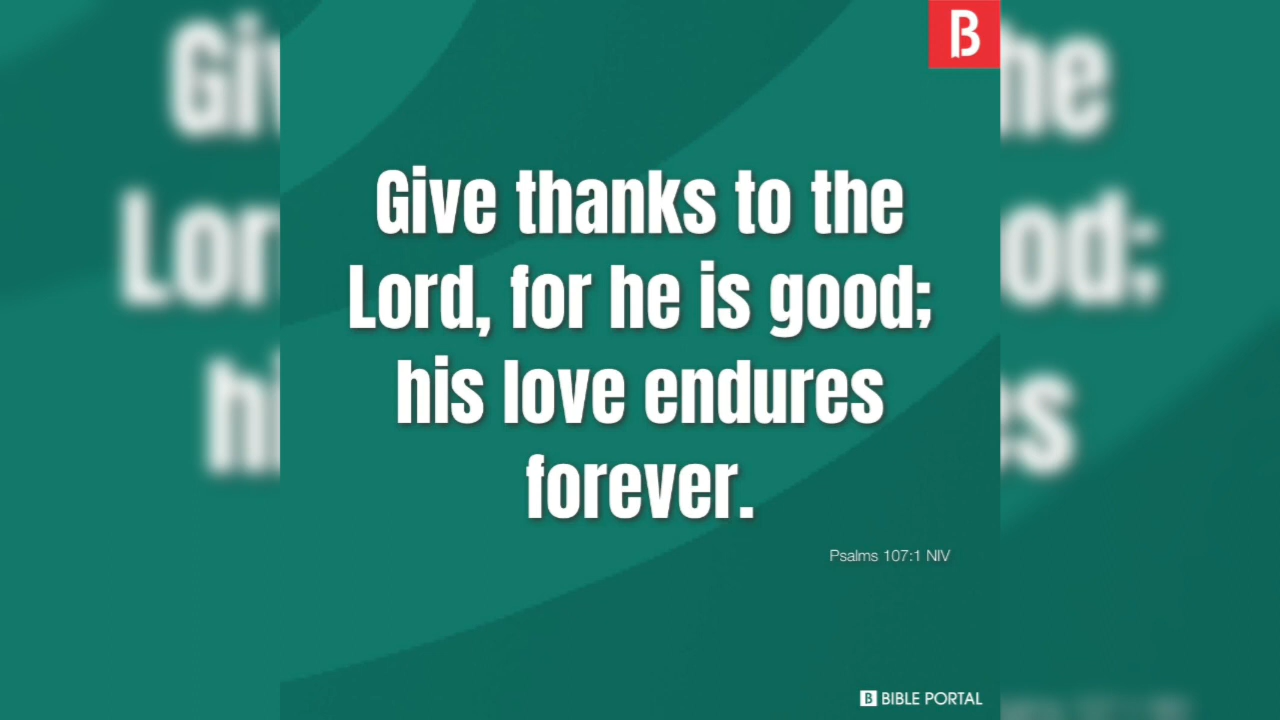 B
Give thanks to the
Lord, for he is good;
his love endures
forever.
Psalms 107:1 NIV
B BIBLE PORTAL